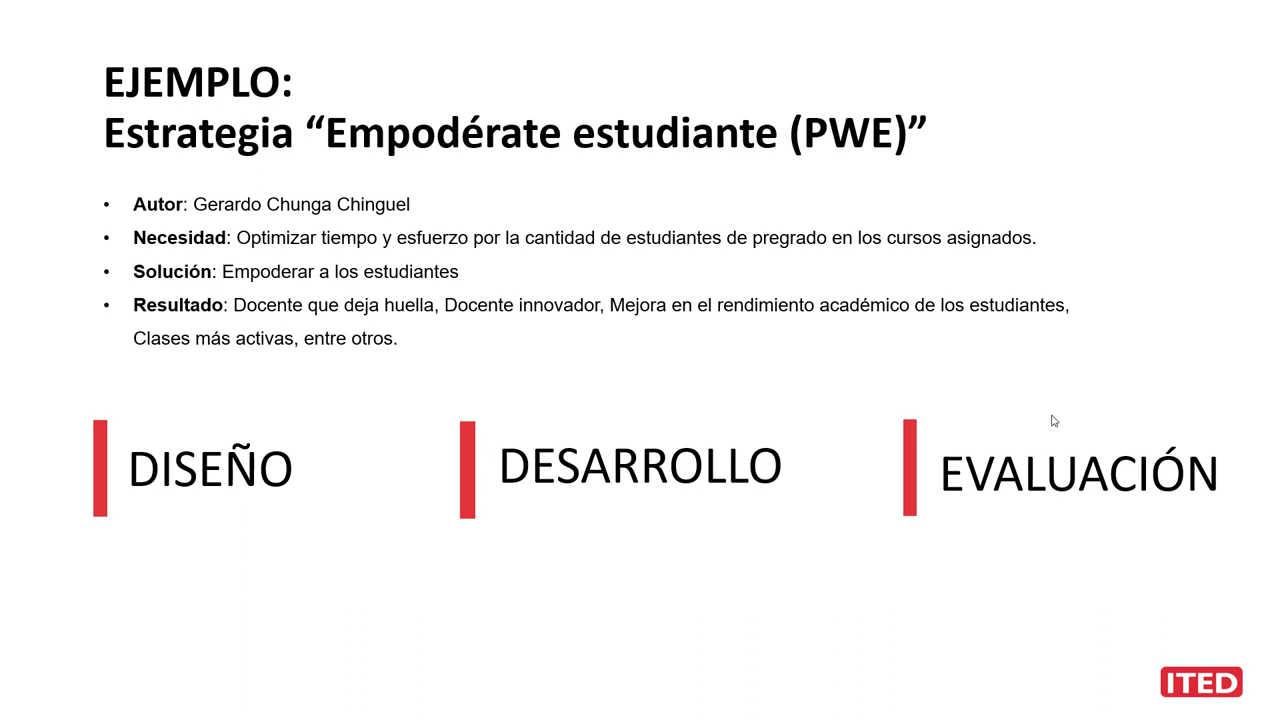 EJEMPLO:
Estrategia “Empodérate estudiante (PWE)”
• Autor: Gerardo Chunga Chinguel
• Necesidad: Optimizar tiempo y esfuerzo por la cantidad de estudiantes de pregrado en los cursos asignados.
• Solución: Empoderar a los estudiantes
• Resultado: Docente que deja huella, Docente innovador, Mejora en el rendimiento académico de los estudiantes,
Clases más activas, entre otros.
DISEÑO
DESARROLLO
EVALUACIÓN
ITED